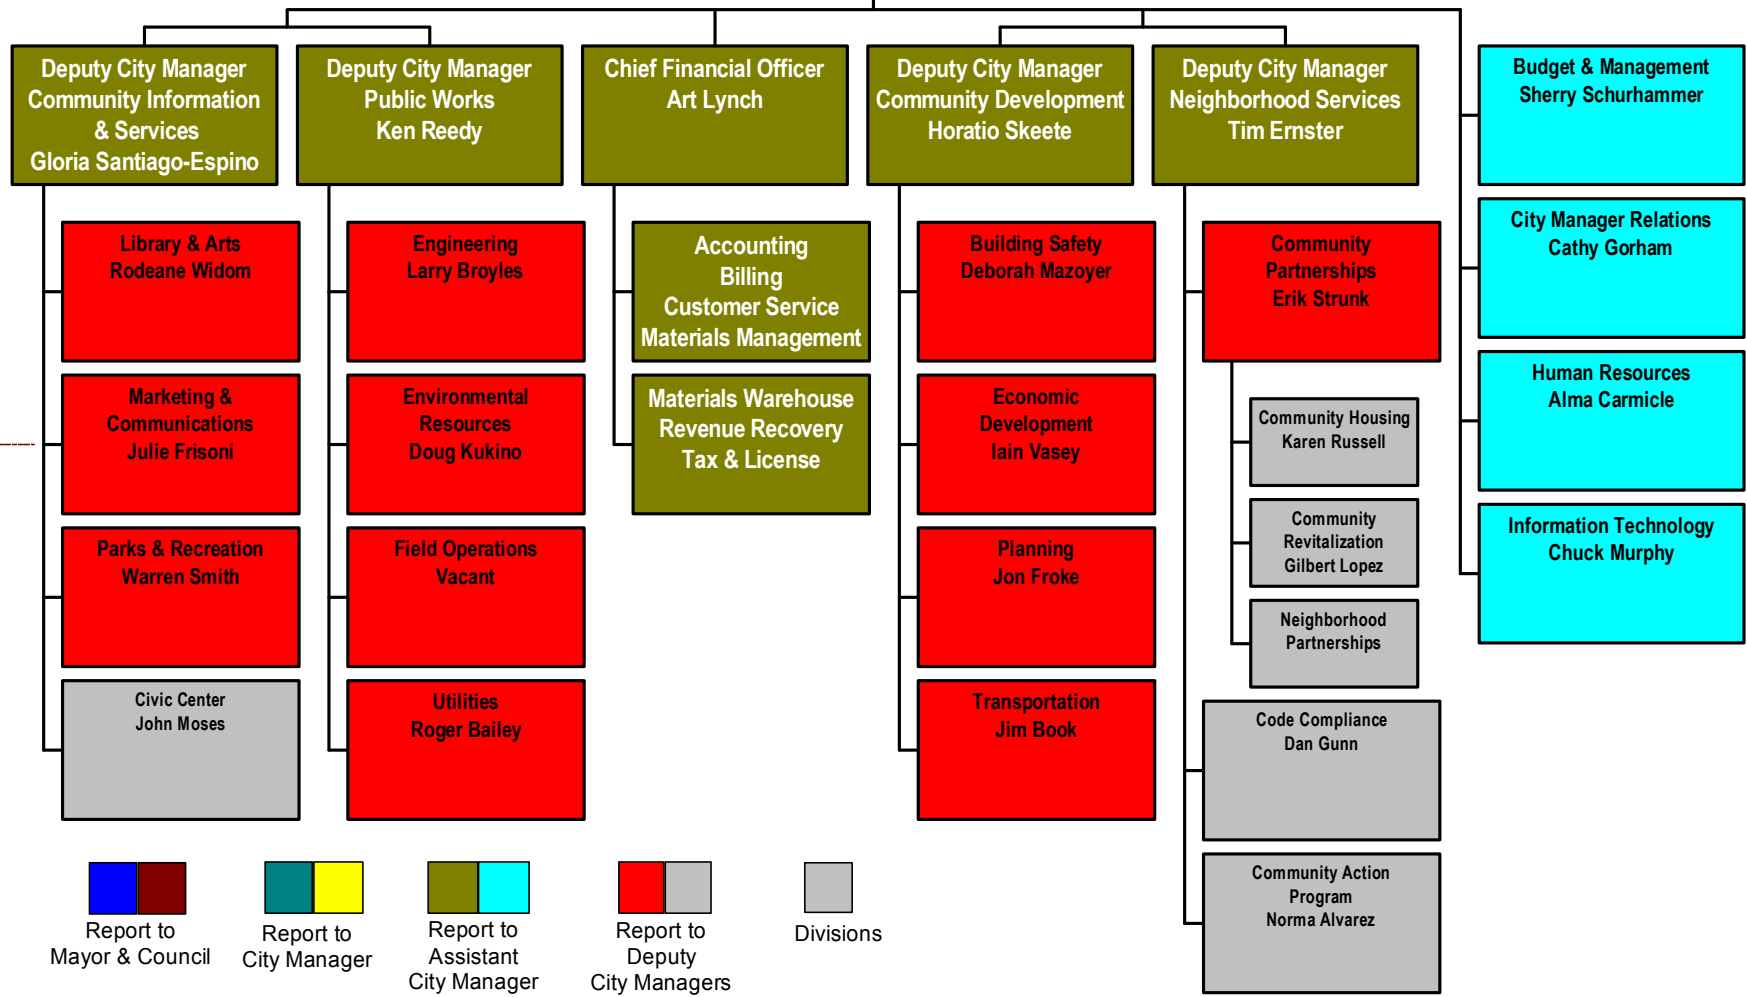 Deputy City Manager
Community Information
& Services
Gloria Santiago-Espino
Deputy City Manager
Public Works
Ken Reedy
Chief Financial Officer
Art Lynch
Deputy City Manager
Community Development
Horatio Skeete
Deputy City Manager
Neighborhood Services
Tim Ernster
Budget & Management
Sherry Schurhammer
City Manager Relations
Cathy Gorham
Human Resources
Alma Carmicle
Information Technology
Chuck Murphy
Library & Arts
Rodeane Widom
Marketing &
Communications
Julie Frisoni
Parks & Recreation
Warren Smith
Civic Center
John Moses
Engineering
Larry Broyles
Environmental
Resources
Doug Kukino
Field Operations
Vacant
Utilities
Roger Bailey
Accounting
Billing
Customer Service
Materials Management
Materials Warehouse
Revenue Recovery
Tax & License
Building Safety
Deborah Mazoyer
Economic
Development
Iain Vasey
Planning
Jon Froke
Transportation
Jim Book
Community
Partnerships
Erik Strunk
Community Housing
Karen Russell
Community
Revitalization
Gilbert Lopez
Neighborhood
Partnerships
Code Compliance
Dan Gunn
Community Action
Program
Norma Alvarez
Report to
Mayor & Council
Report to
City Manager
Report to
Assistant
City Manager
Report to
Deputy
City Managers
Divisions